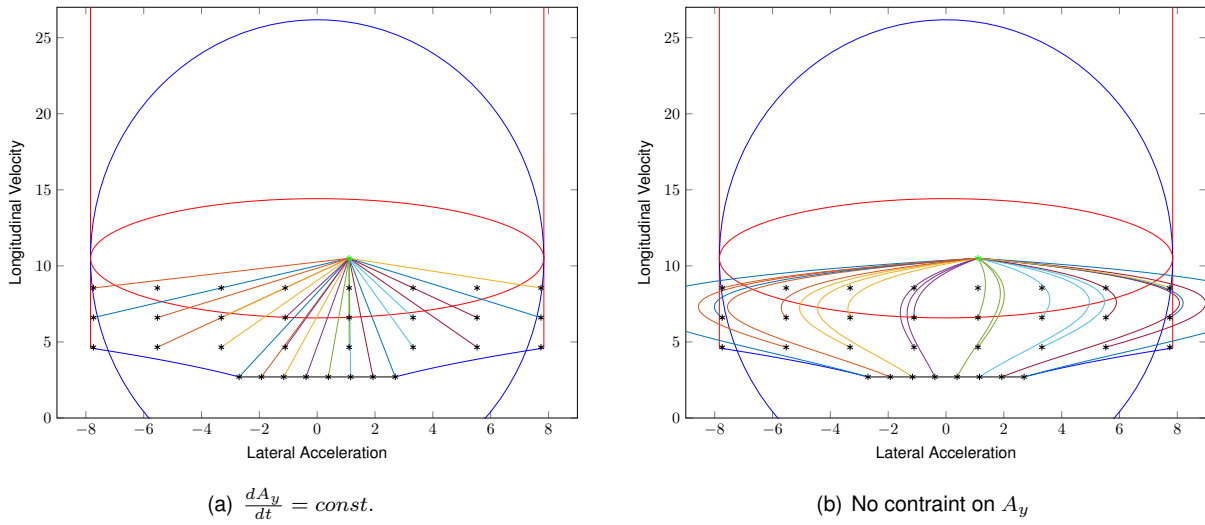 25
20
15
10
5
0
−8 −6 −4 −2 0 2 4 6 8
Lateral Acceleration
Longitudinal Velocity
25
20
15
10
5
0
−8 −6 −4 −2 0 2 4 6 8
Lateral Acceleration
Longitudinal Velocity
(a) dA_y/dt = const.
(b) No contraint on A_y